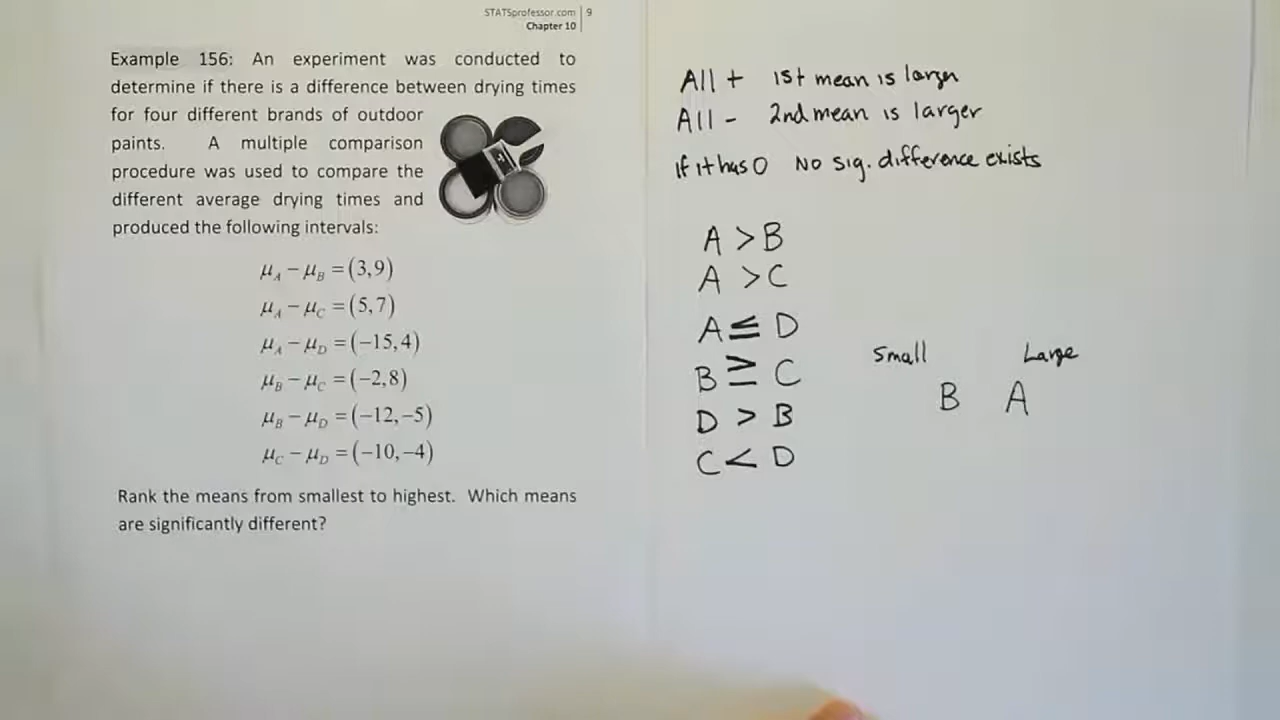 STATSprofessor.com | 9
Chapter 10
Example 156: An experiment was conducted to
determine if there is a difference between drying times
for four different brands of outdoor
paints. A multiple comparison
procedure was used to compare the
different average drying times and
produced the following intervals:
μA − μB = (3,9)
μA − μC = (5,7)
μA − μD = (−15,4)
μB − μC = (−2,8)
μB − μD = (−12,−5)
μC − μD = (−10,−4)
Rank the means from smallest to highest. Which means
are significantly different?
All + 1st mean is larger
All - 2nd mean is larger
If it has 0 No sig. difference exists
A > B
A > C
A ≤ D
B ≥ C
D > B
C < D
Small Large
B A